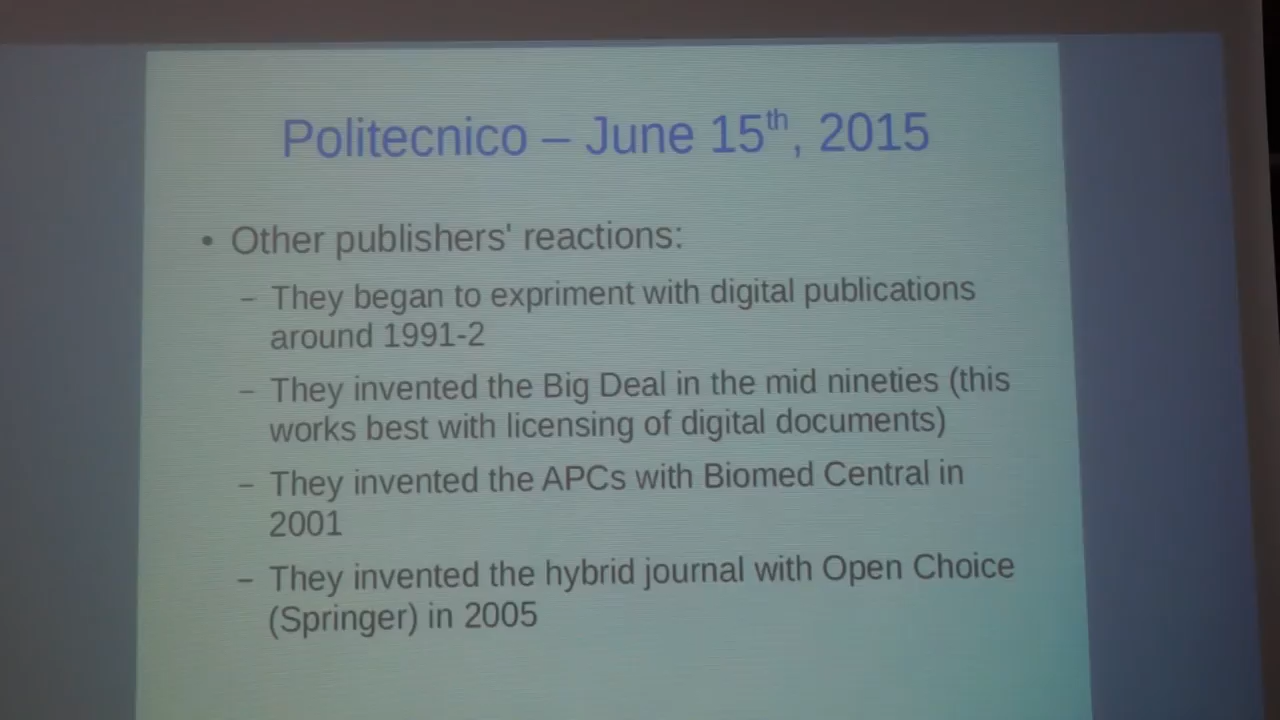 Politecnico – June 15th, 2015
• Other publishers' reactions:
– They began to expriment with digital publications
around 1991-2
– They invented the Big Deal in the mid nineties (this
works best with licensing of digital documents)
– They invented the APCs with Biomed Central in
2001
– They invented the hybrid journal with Open Choice
(Springer) in 2005